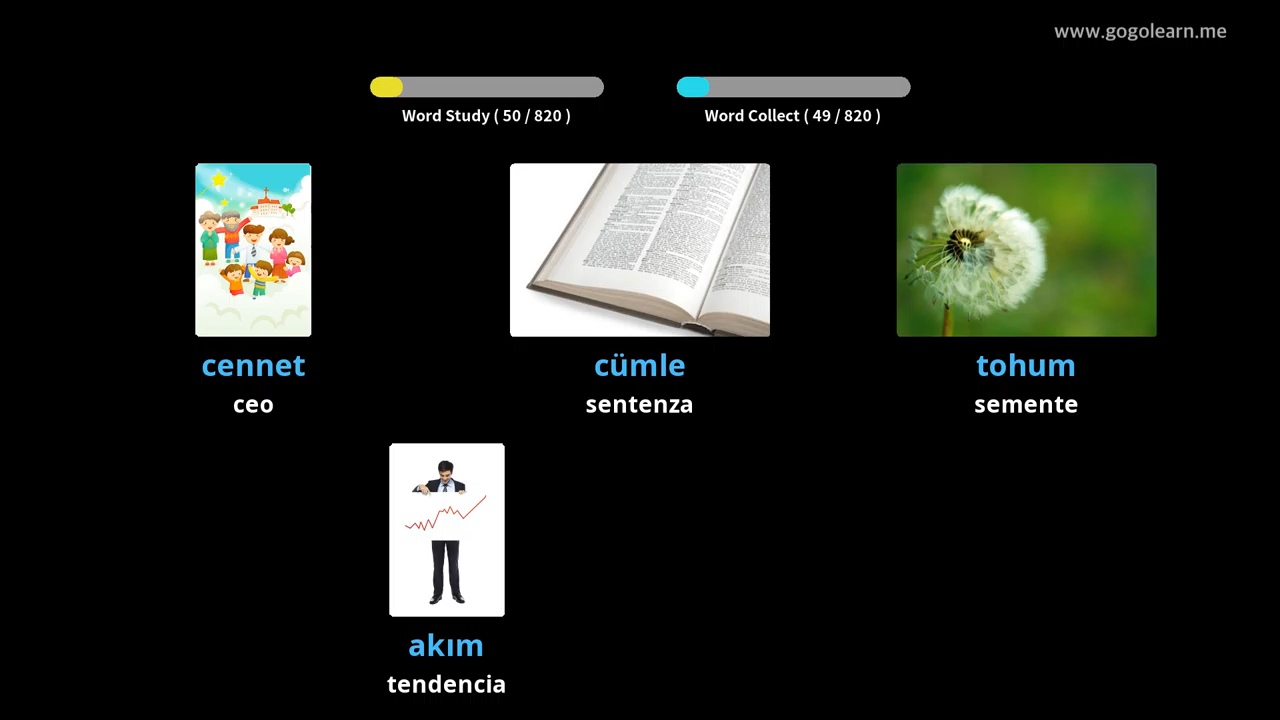 www.gogolearn.me
Word Study ( 50 / 820 )
Word Collect ( 49 / 820 )
cennet
ceo
cümle
sentenza
tohum
semente
akım
tendencia